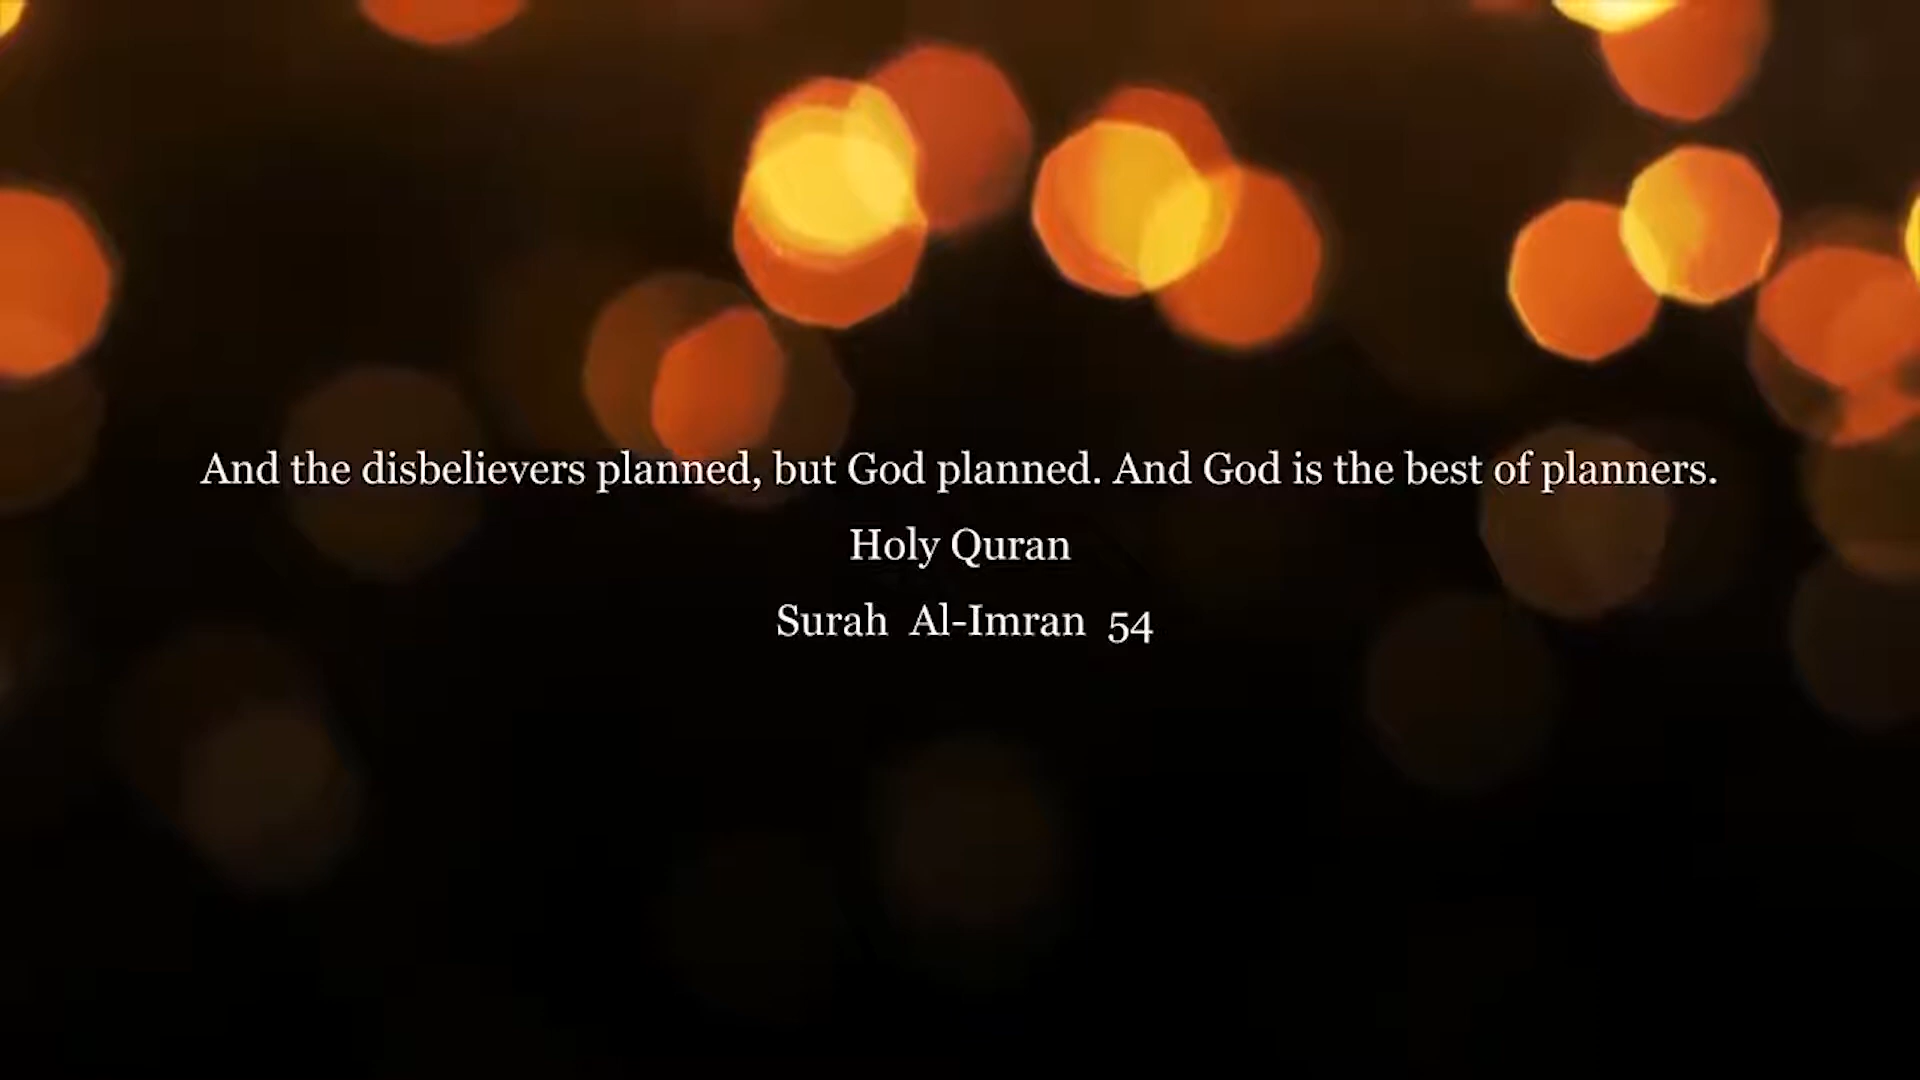 And the disbelievers planned, but God planned. And God is the best of planners.
Holy Quran
Surah Al-Imran 54